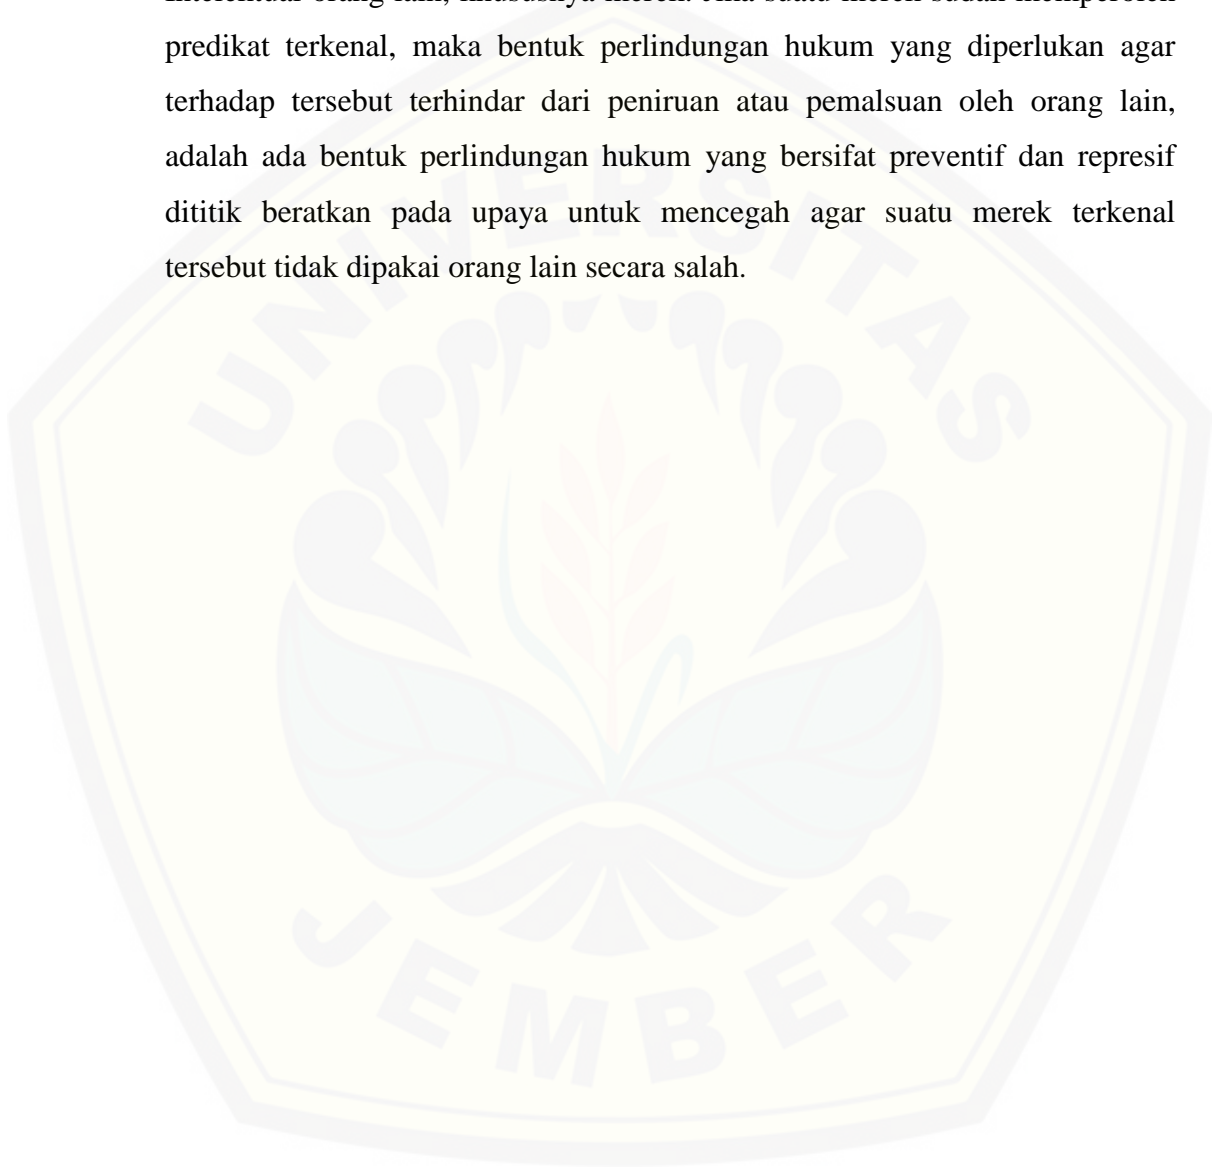 predikat terkenal, maka bentuk perlindungan hukum yang diperlukan agar
terhadap tersebut terhindar dari peniruan atau pemalsuan oleh orang lain,
adalah ada bentuk perlindungan hukum yang bersifat preventif dan represif
dititik beratkan pada upaya untuk mencegah agar suatu merek terkenal
tersebut tidak dipakai orang lain secara salah.
UNIVERSITAS
JEMBER